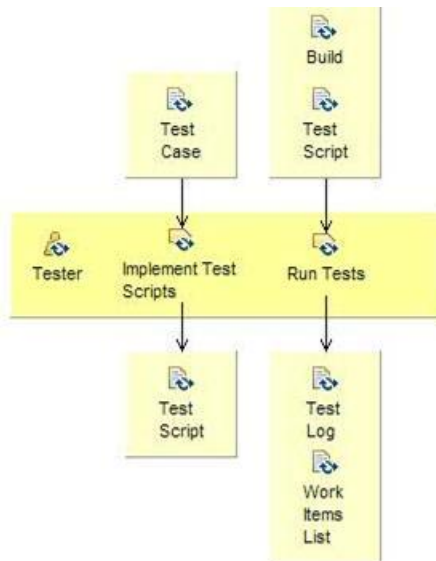 Build
Test
Case
Test
Script
Tester
Implement Test
Scripts
Run Tests
Test
Script
Test
Log
Work
Items
List